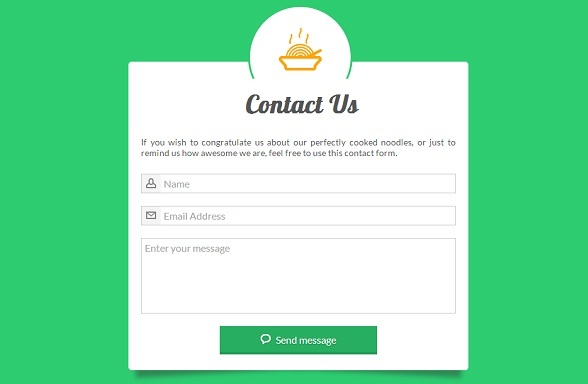 Contact Us
If you wish to congratulate us about our perfectly cooked noodles, or just to
remind us how awesome we are, feel free to use this contact form.
Name
Email Address
Enter your message
Send message